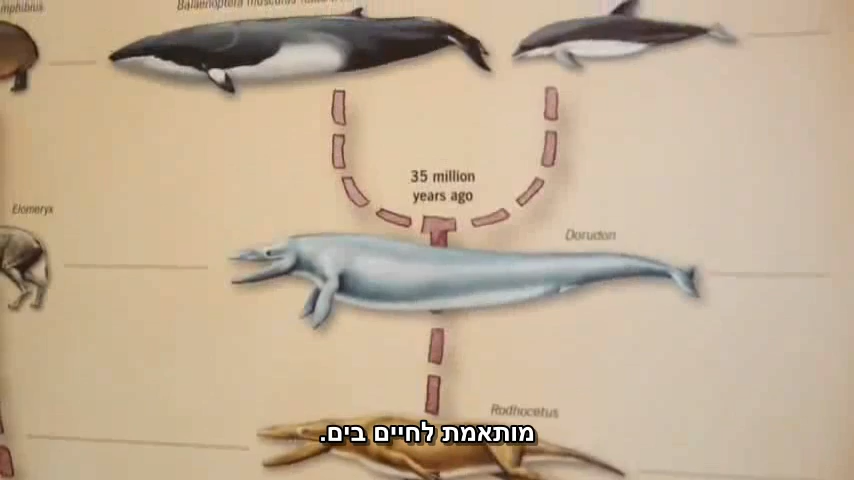 Balaenoptera musculus
35 million
years ago
Elomeryx
Dorudon
Rodhocetus
מותאמת לחיים בים.